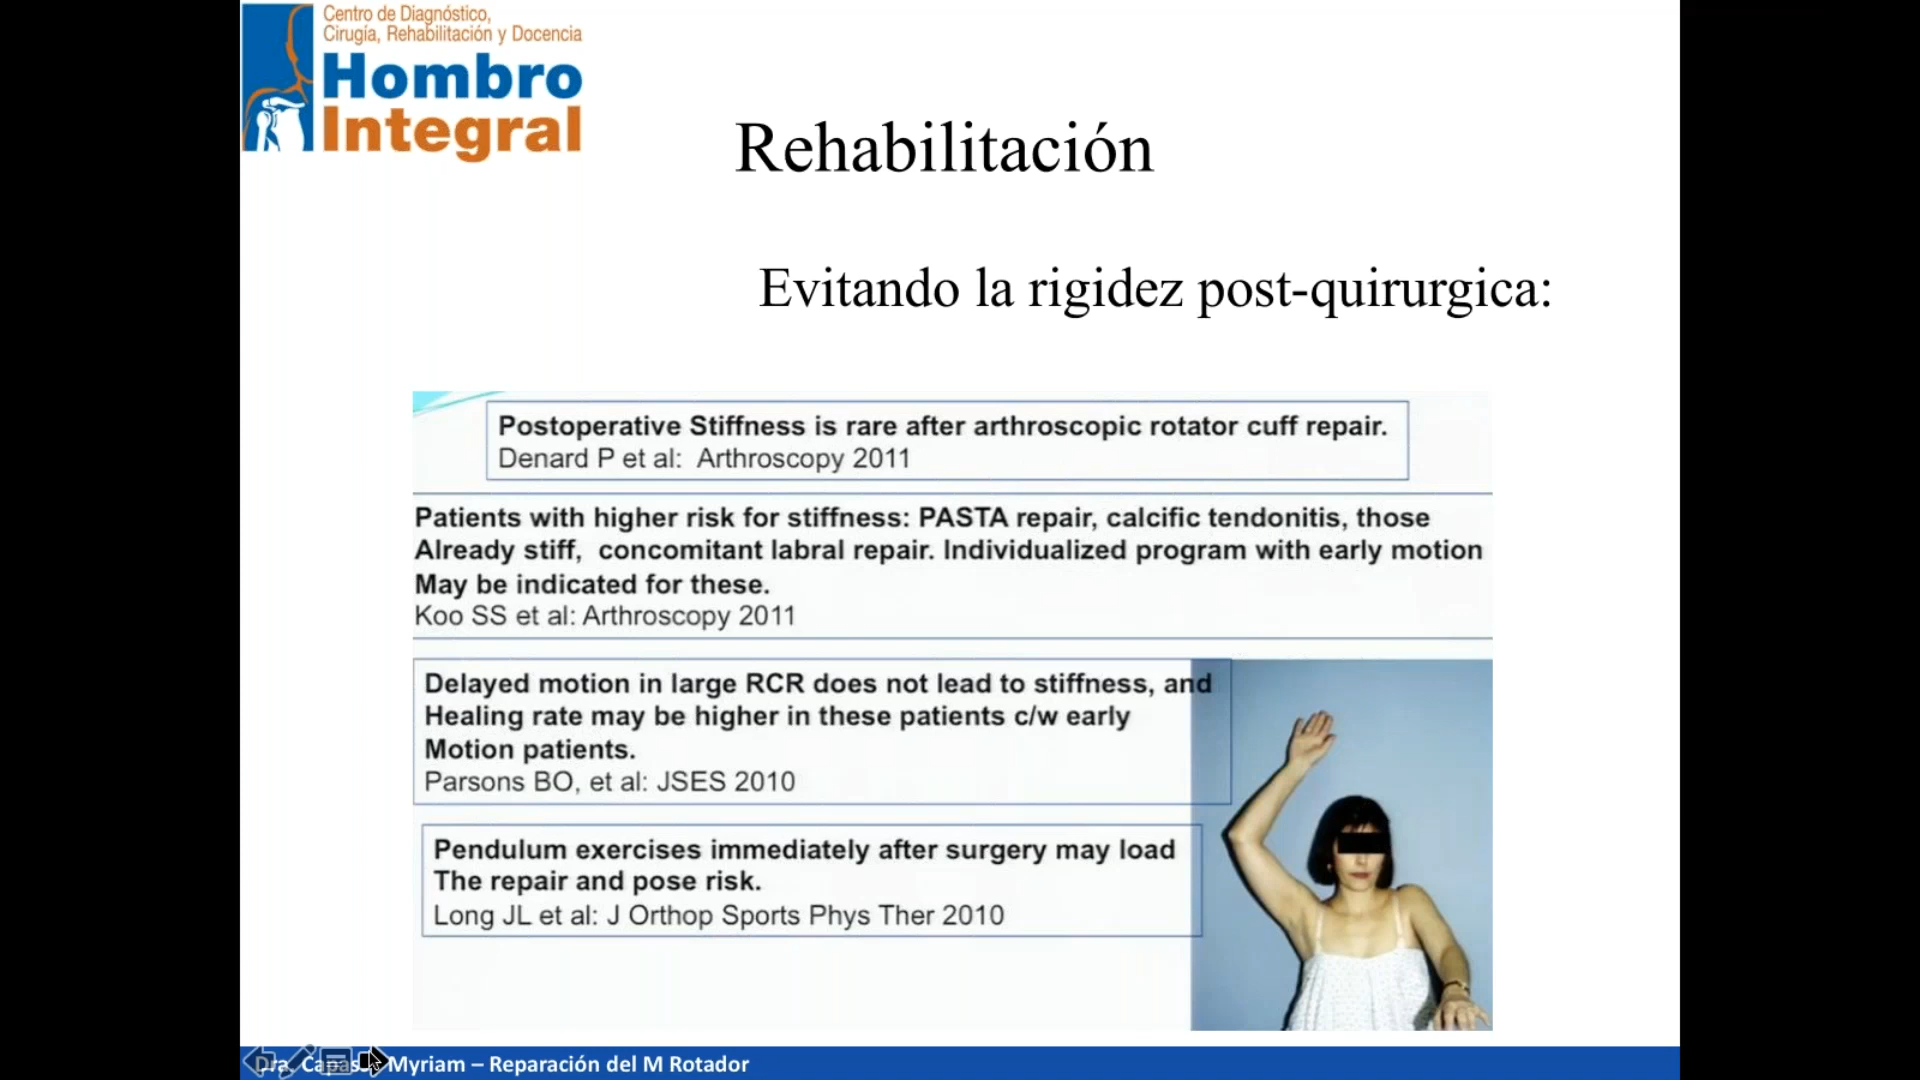 Centro de Diagnóstico,
Cirugía, Rehabilitación y Docencia
Hombro
Integral
Rehabilitación
Evitando la rigidez post-quirurgica:
Postoperative Stiffness is rare after arthroscopic rotator cuff repair.
Denard P et al: Arthroscopy 2011
Patients with higher risk for stiffness: PASTA repair, calcific tendonitis, those
Already stiff, concomitant labral repair. Individualized program with early motion
May be indicated for these.
Koo SS et al: Arthroscopy 2011
Delayed motion in large RCR does not lead to stiffness, and
Healing rate may be higher in these patients c/w early
Motion patients.
Parsons BO, et al: JSES 2010
Pendulum exercises immediately after surgery may load
The repair and pose risk.
Long JL et al: J Orthop Sports Phys Ther 2010
Dra. Myriam – Reparación del M Rotador